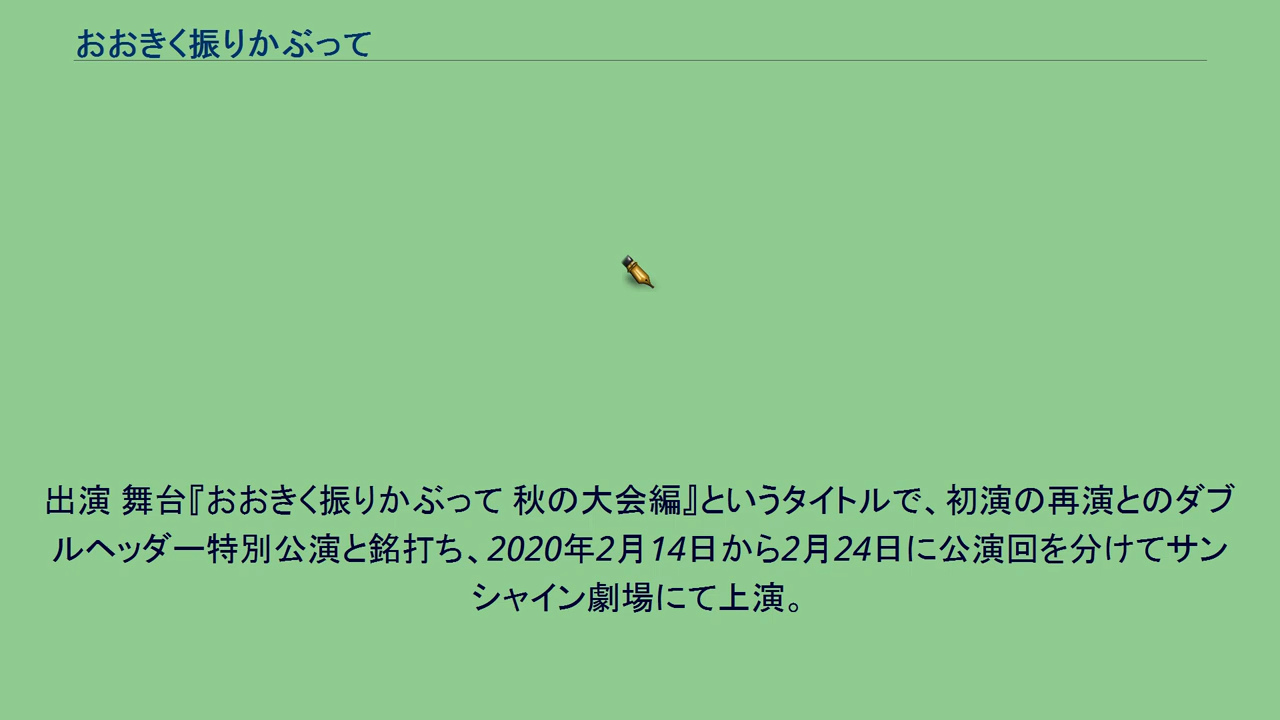 おおきく振りかぶって
出演 舞台『おおきく振りかぶって 秋の大会編』というタイトルで、初演の再演とのダブ
ルヘッダー特別公演と銘打ち、2020年2月14日から2月24日に公演回を分けてサン
シャイン劇場にて上演。